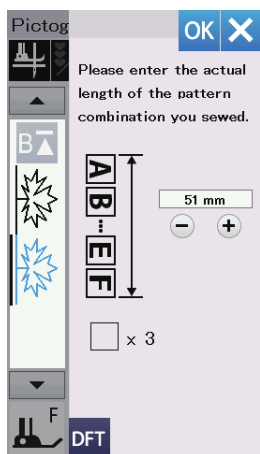 Pictog
OK
Please enter the actual
length of the pattern
combination you sewed.
B
A
B
E
F
51 mm
x 3
F
DFT